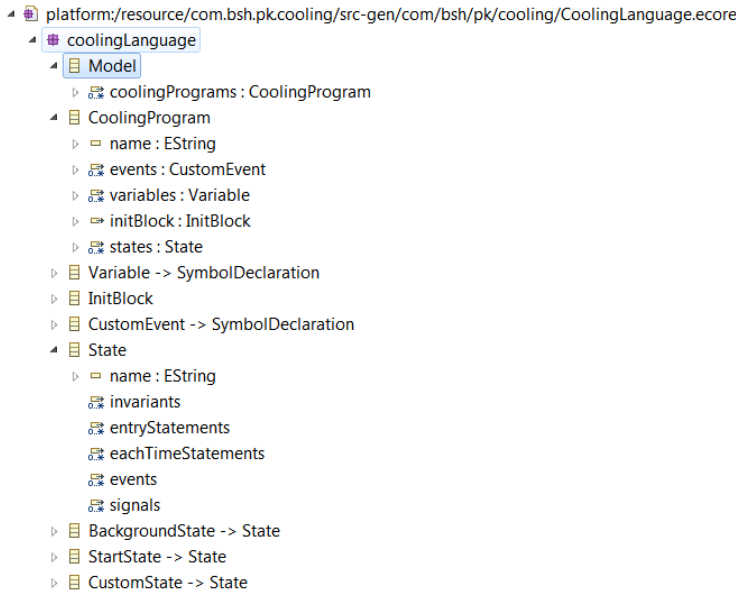 platform:/resource/com.bsh.pk.cooling/src-gen/com/bsh/pk/cooling/CoolingLanguage.ecore
coolingLanguage
Model
coolingPrograms : CoolingProgram
CoolingProgram
name : EString
events : CustomEvent
variables : Variable
initBlock : InitBlock
states : State
Variable -> SymbolDeclaration
InitBlock
CustomEvent -> SymbolDeclaration
State
name : EString
invariants
entryStatements
eachTimeStatements
events
signals
BackgroundState -> State
StartState -> State
CustomState -> State